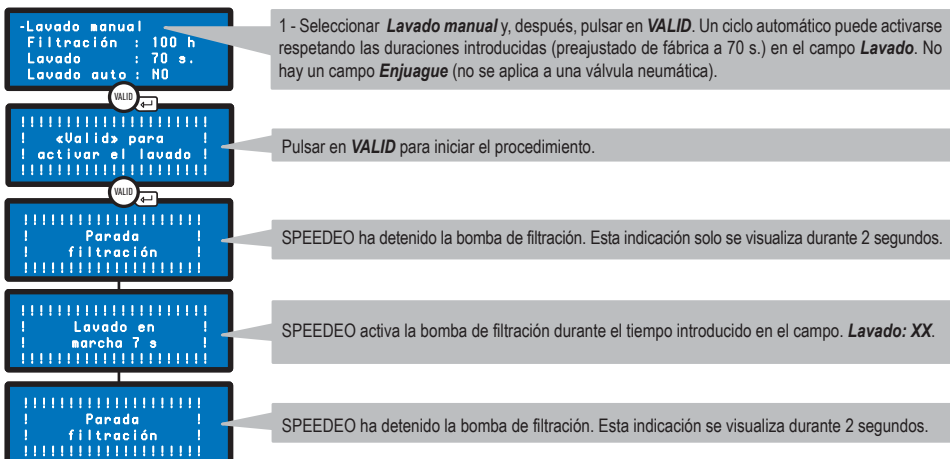 -Lavado manual
Filtración : 100 h
Lavado : 70 s.
Lavado auto : NO
1 - Seleccionar Lavado manual y, después, pulsar en VALID. Un ciclo automático puede activarse
respetando las duraciones introducidas (preajustado de fábrica a 70 s.) en el campo Lavado. No
hay un campo Enjuague (no se aplica a una válvula neumática).
VALID
!!!!!!!!!!!!!!!!!!!!
! «Valid» para !
! activar el lavado !
!!!!!!!!!!!!!!!!!!!!
Pulsar en VALID para iniciar el procedimiento.
VALID
!!!!!!!!!!!!!!!!!!!!
! Parada !
! filtración !
!!!!!!!!!!!!!!!!!!!!
SPEEDEO ha detenido la bomba de filtración. Esta indicación solo se visualiza durante 2 segundos.
!!!!!!!!!!!!!!!!!!!!
! Lavado en !
! marcha 7 s !
!!!!!!!!!!!!!!!!!!!!
SPEEDEO activa la bomba de filtración durante el tiempo introducido en el campo. Lavado: XX.
!!!!!!!!!!!!!!!!!!!!
! Parada !
! filtración !
!!!!!!!!!!!!!!!!!!!!
SPEEDEO ha detenido la bomba de filtración. Esta indicación se visualiza durante 2 segundos.